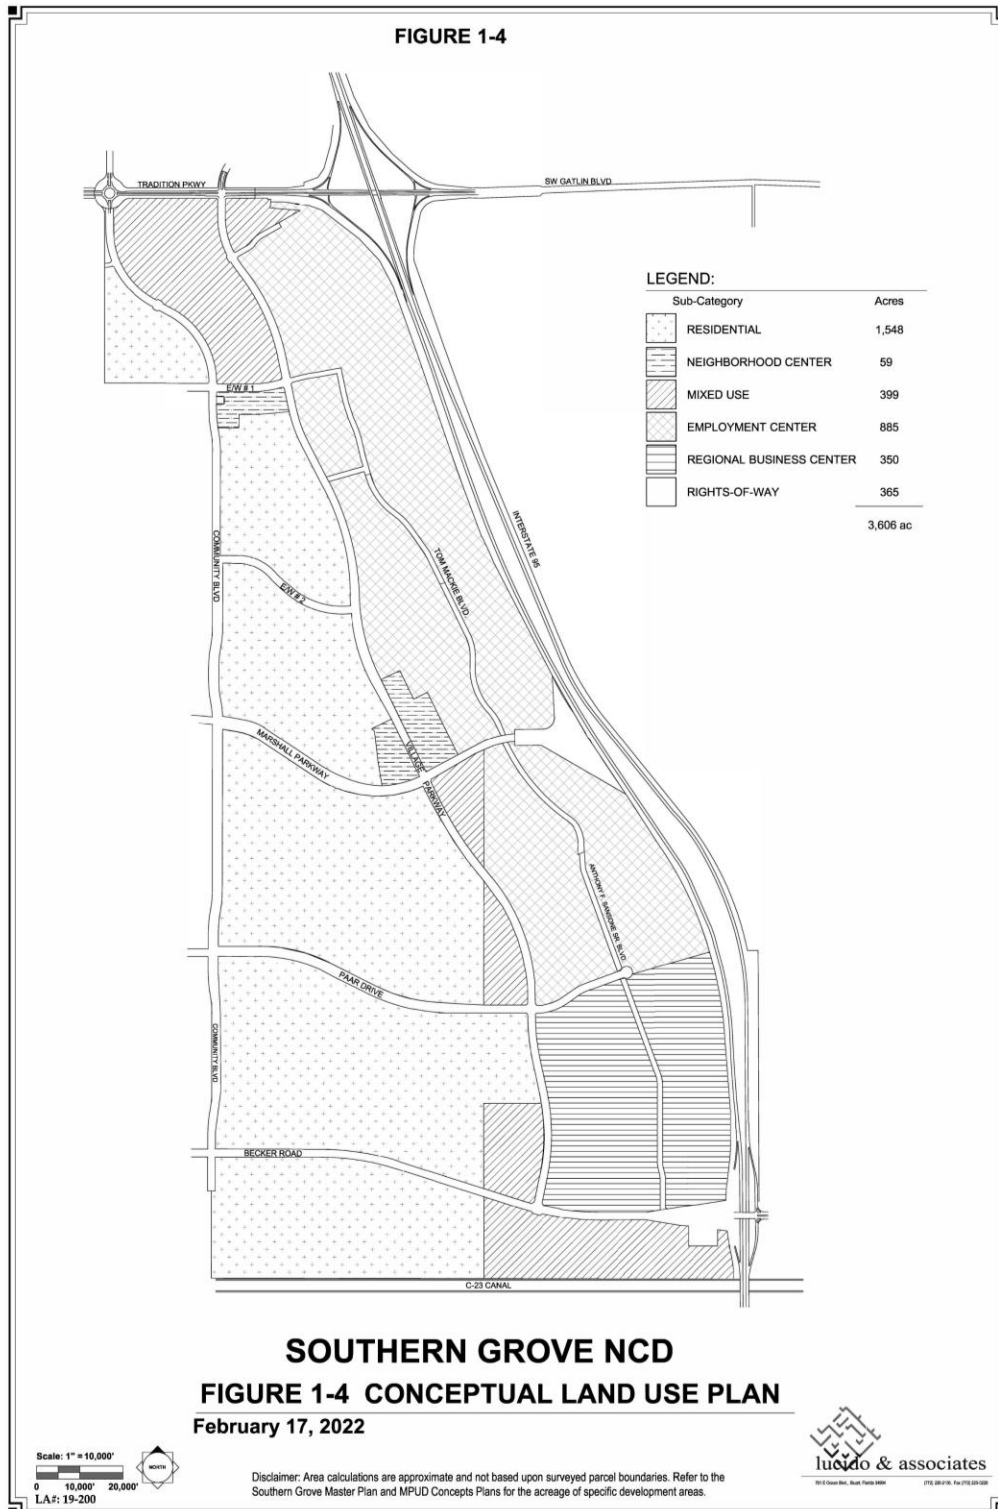 FIGURE 1-4
TRADITION PKWY
SW GATLIN BLVD
LEGEND:
Sub-Category Acres
RESIDENTIAL 1,548
NEIGHBORHOOD CENTER 59
MIXED USE 399
EMPLOYMENT CENTER 885
REGIONAL BUSINESS CENTER 350
RIGHTS-OF-WAY 365
3,606 ac
E/W # 1
INTERSTATE 95
COMMUNITY BLVD
TOM MACKIE BLVD.
E/W # 2
MARSHALL PARKWAY
VILLAGE PARKWAY
ANTHONY F. SANSONE SR. BLVD
PAAR DRIVE
COMMUNITY BLVD
BECKER ROAD
C-23 CANAL
SOUTHERN GROVE NCD
FIGURE 1-4 CONCEPTUAL LAND USE PLAN
February 17, 2022
Scale: 1" = 10,000'
0 10,000' 20,000'
LA#: 19-200
NORTH
Disclaimer: Area calculations are approximate and not based upon surveyed parcel boundaries. Refer to the
Southern Grove Master Plan and MPUD Concepts Plans for the acreage of specific development areas.
lucido & associates